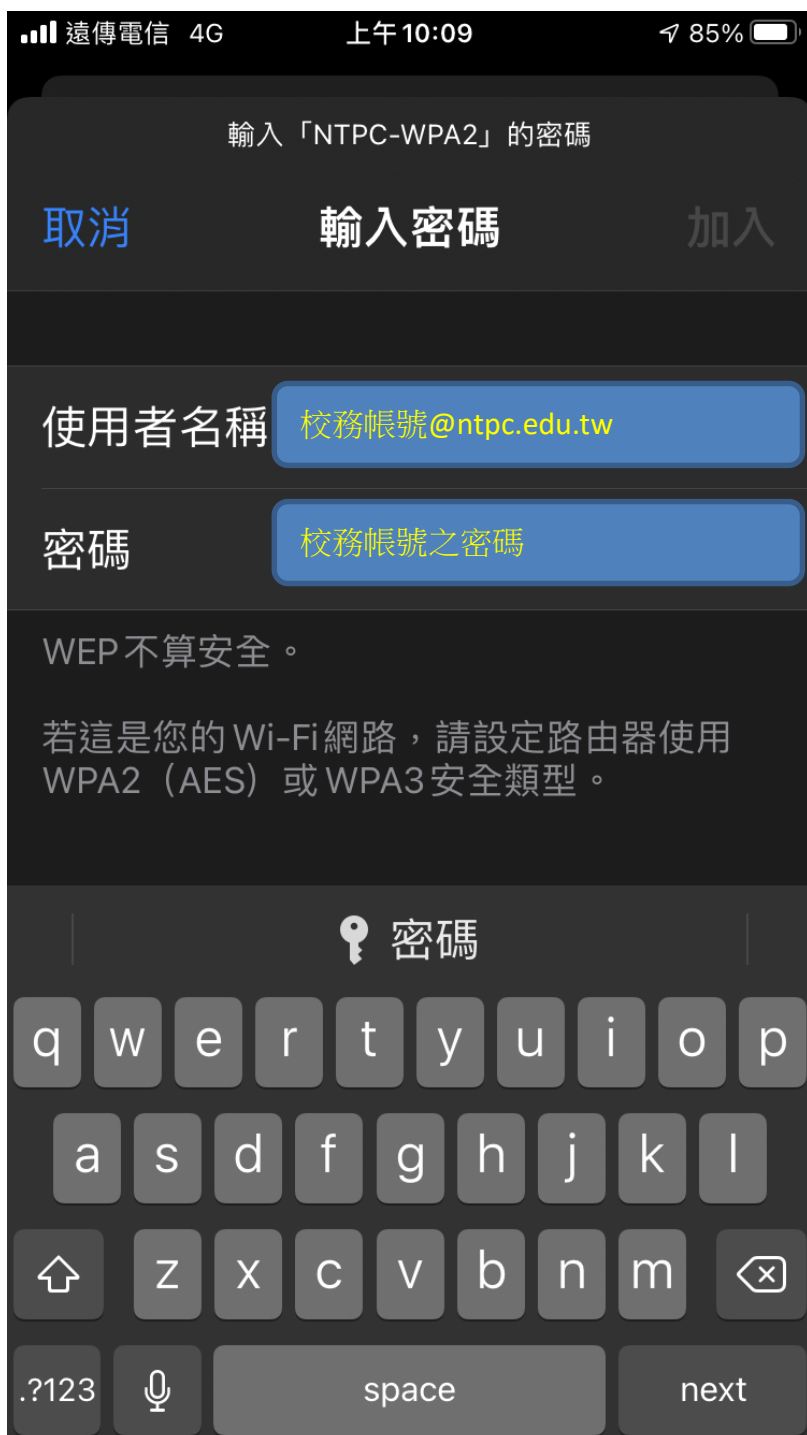 遠傳電信 4G 上午10:09 85%
輸入「NTPC-WPA2」的密碼
取消 輸入密碼 加入
使用者名稱 校務帳號@ntpc.edu.tw
密碼 校務帳號之密碼
WEP不算安全。
若這是您的 Wi-Fi 網路，請設定路由器使用
WPA2（AES）或 WPA3 安全類型。
密碼
q w e r t y u i o p
a s d f g h j k l
z x c v b n m
.?123 space next